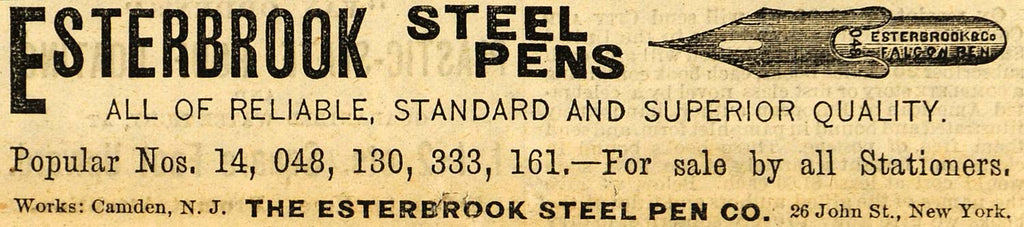 ESTERBROOK STEEL PENS
048 ESTERBROOK & Co
FALCON PEN
ALL OF RELIABLE, STANDARD AND SUPERIOR QUALITY.
Popular Nos. 14, 048, 130, 333, 161.—For sale by all Stationers.
Works: Camden, N. J. THE ESTERBROOK STEEL PEN CO. 26 John St., New York.